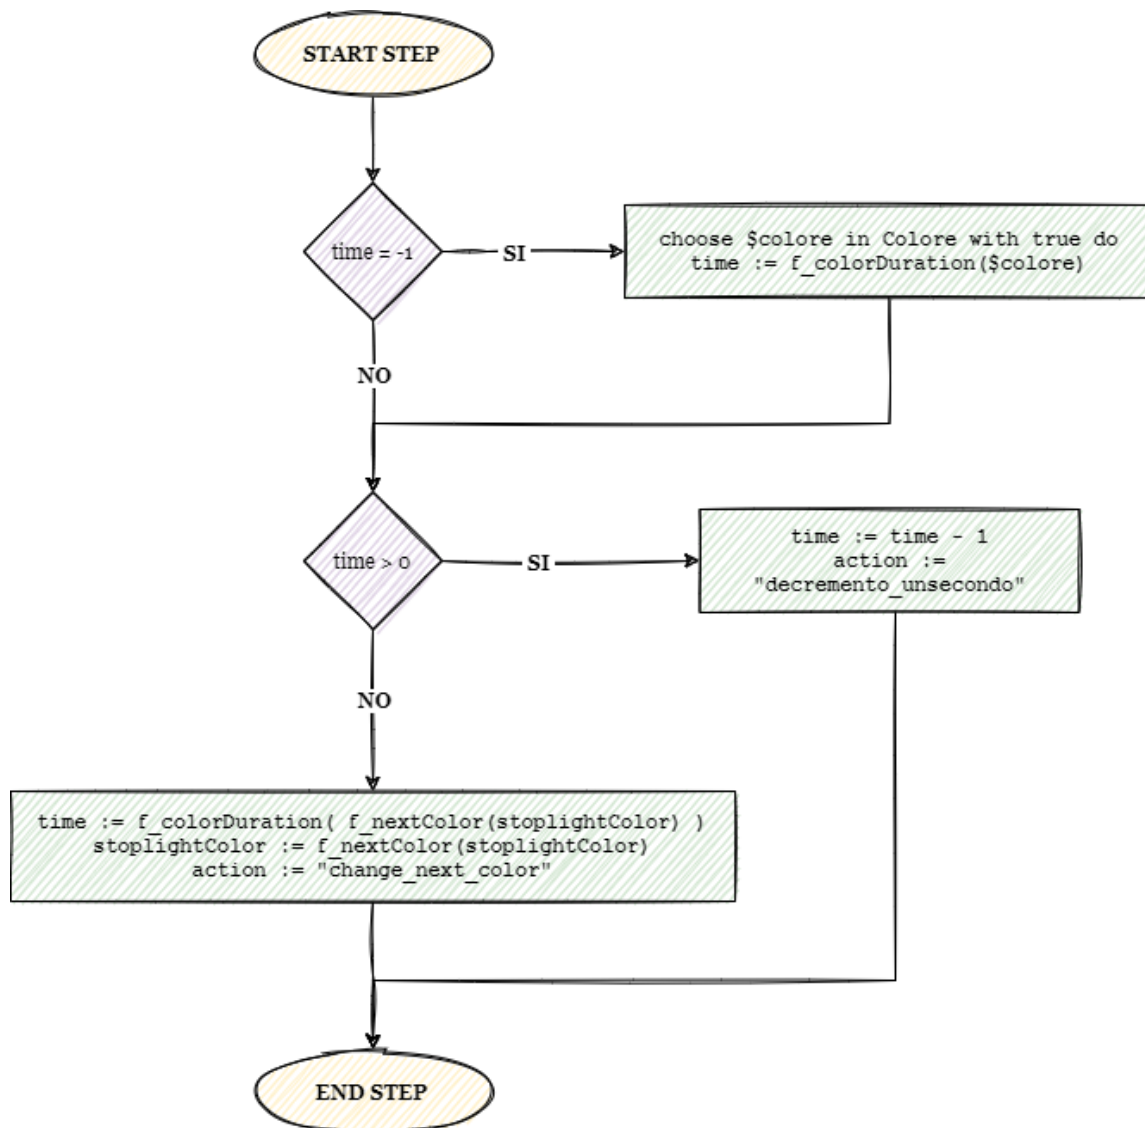 START STEP
time = -1
SI
choose $colore in Colore with true do
time := f_colorDuration($colore)
NO
time > 0
SI
time := time - 1
action :=
"decremento_unsecondo"
NO
time := f_colorDuration( f_nextColor(stoplightColor) )
stoplightColor := f_nextColor(stoplightColor)
action := "change_next_color"
END STEP